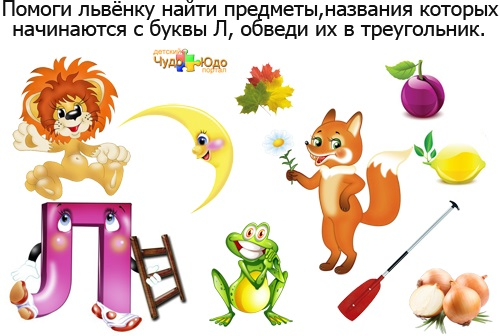 Помоги львёнку найти предметы,названия которых
начинаются с буквы Л, обведи их в треугольник.
детский
Чудо Юдо
портал
Л